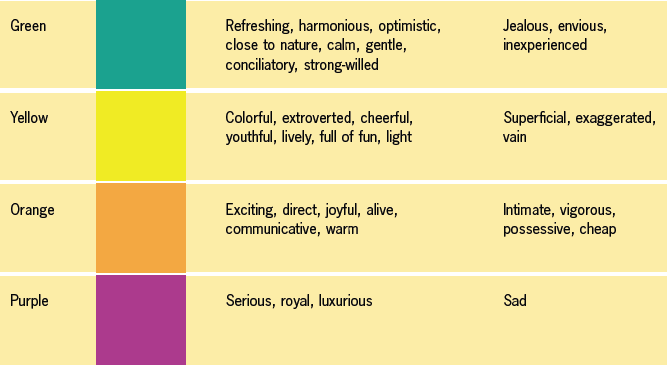 Green
Refreshing, harmonious, optimistic,
close to nature, calm, gentle,
conciliatory, strong-willed
Jealous, envious,
inexperienced
Yellow
Colorful, extroverted, cheerful,
youthful, lively, full of fun, light
Superficial, exaggerated,
vain
Orange
Exciting, direct, joyful, alive,
communicative, warm
Intimate, vigorous,
possessive, cheap
Purple
Serious, royal, luxurious
Sad